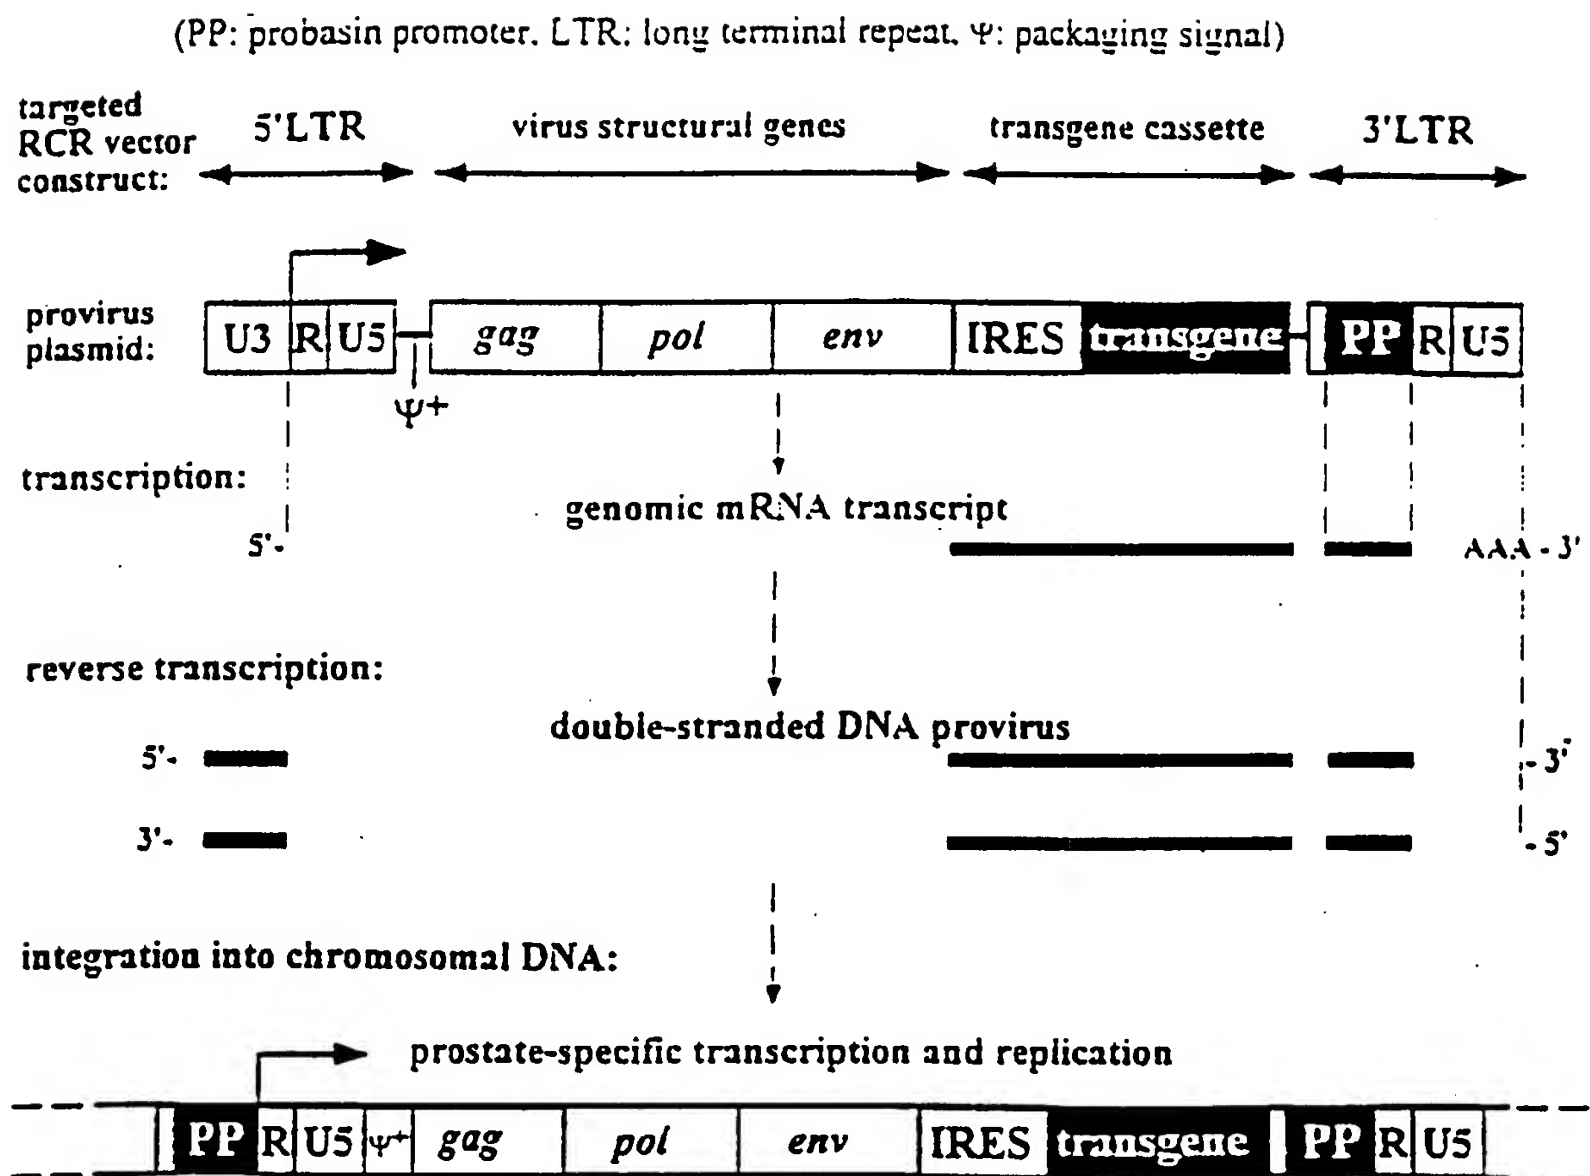 (PP: probasin promoter. LTR: long terminal repeat. Ψ: packaging signal)
targeted
RCR vector
construct:
5'LTR
virus structural genes
transgene cassette
3'LTR
provirus
plasmid:
U3 R U5 gag pol env IRES transgene PP R U5
Ψ+
transcription:
genomic mRNA transcript
5'- AAA - 3'
reverse transcription:
double-stranded DNA provirus
5'- - 3'
3'- - 5'
integration into chromosomal DNA:
prostate-specific transcription and replication
PP R U5 Ψ+ gag pol env IRES transgene PP R U5